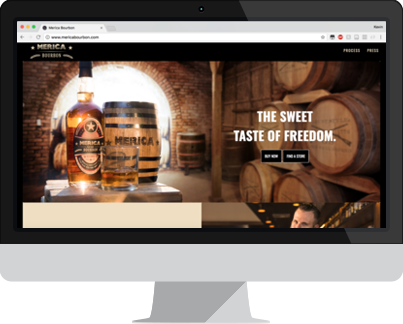 Merica Bourbon
www.mericabourbon.com
MERICA
BOURBON
PROCESS PRESS
MERICA
MERICA
THE SWEET
TASTE OF FREEDOM.
BUY NOW FIND A STORE